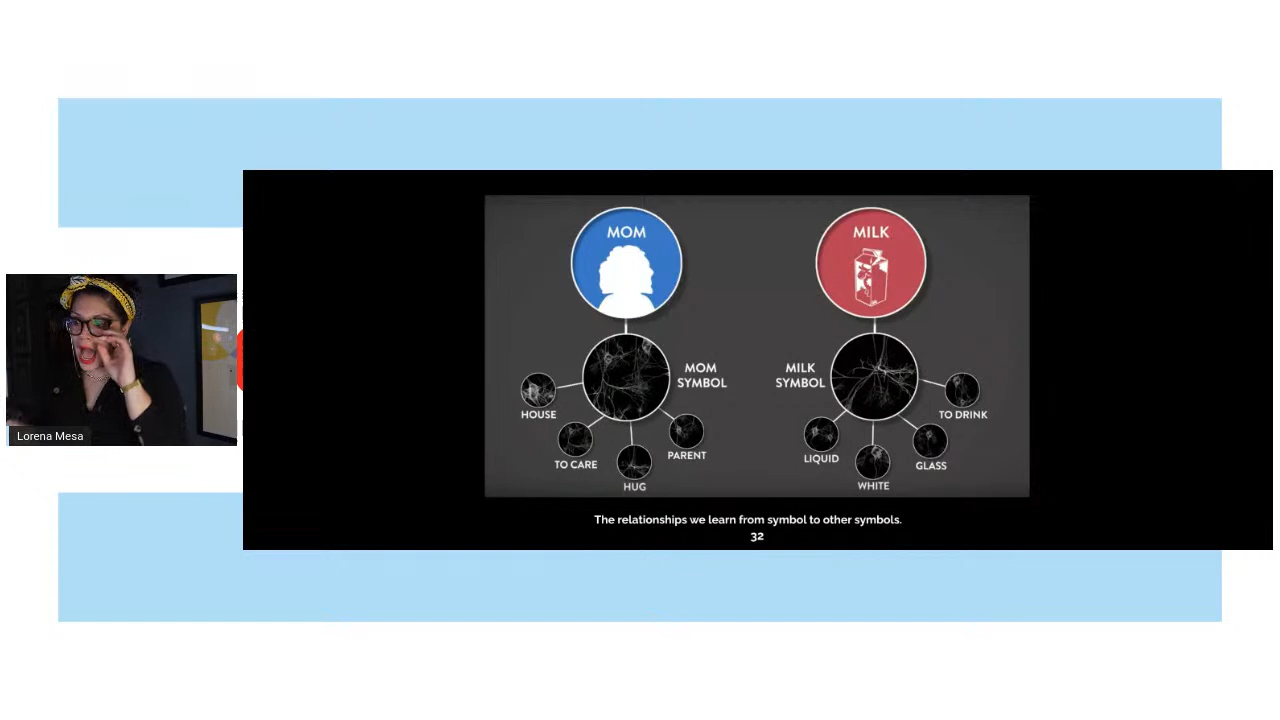 MOM
MILK
MOM
SYMBOL
MILK
SYMBOL
HOUSE
TO CARE
HUG
PARENT
LIQUID
WHITE
GLASS
TO DRINK
Lorena Mesa
The relationships we learn from symbol to other symbols.
32